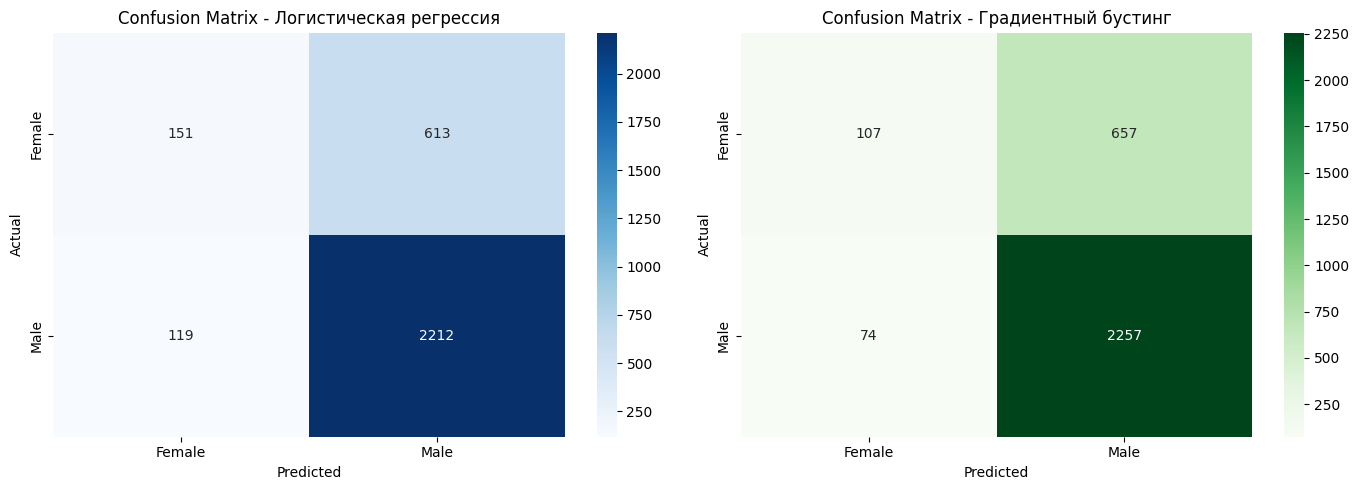 Confusion Matrix - Логистическая регрессия
Actual
Female
Male
151
613
119
2212
Female
Male
Predicted
2000
1750
1500
1250
1000
750
500
250
Confusion Matrix - Градиентный бустинг
Actual
Female
Male
107
657
74
2257
Female
Male
Predicted
2250
2000
1750
1500
1250
1000
750
500
250